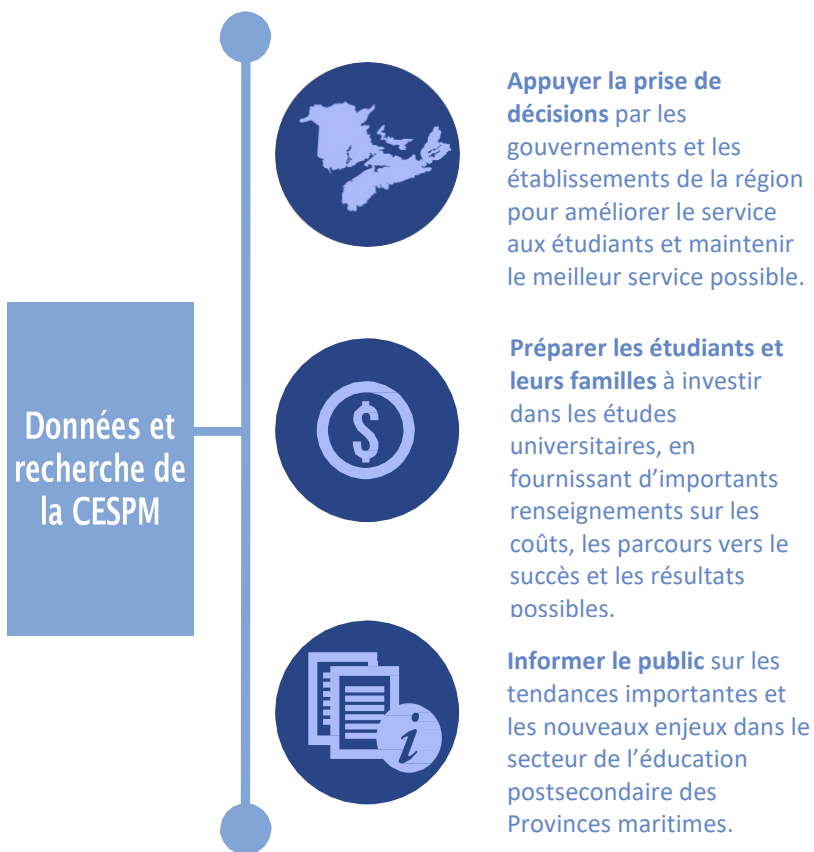 Données et
recherche de
la CESPM
Appuyer la prise de
décisions par les
gouvernements et les
établissements de la région
pour améliorer le service
aux étudiants et maintenir
le meilleur service possible.
Préparer les étudiants et
leurs familles à investir
dans les études
universitaires, en
fournissant d’importants
renseignements sur les
coûts, les parcours vers le
succès et les résultats
possibles.
Informer le public sur les
tendances importantes et
les nouveaux enjeux dans le
secteur de l’éducation
postsecondaire des
Provinces maritimes.
$
i